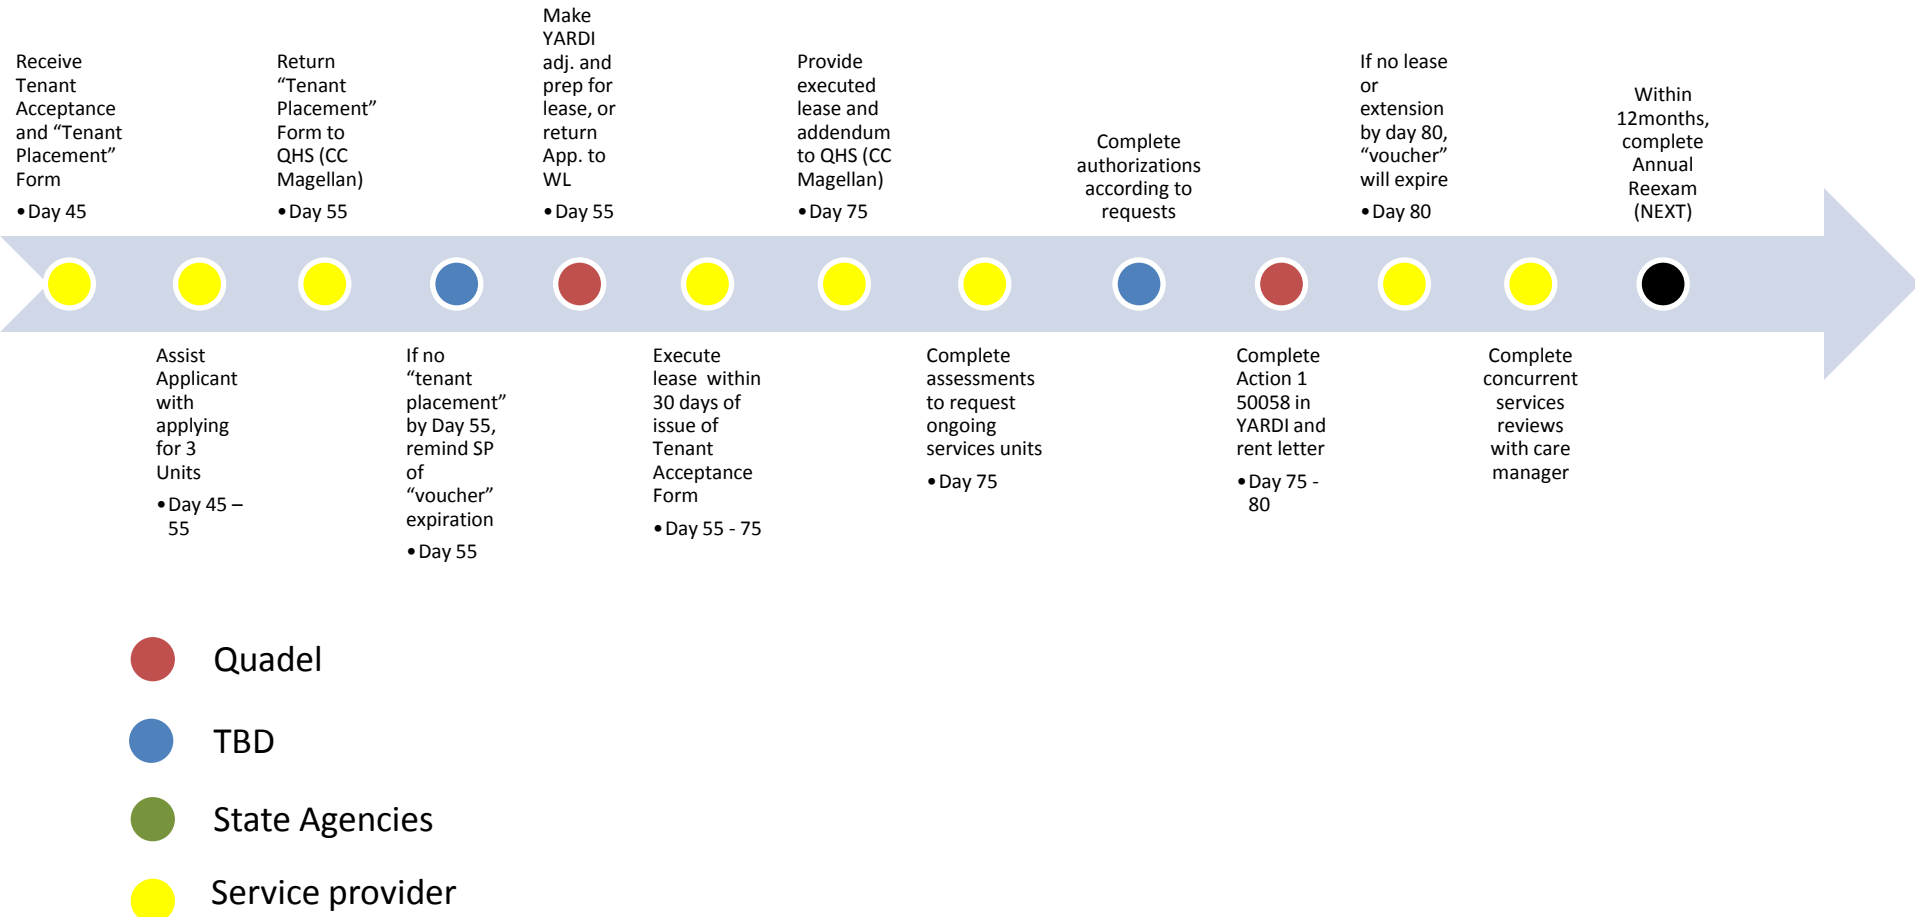 Receive
Tenant
Acceptance
and “Tenant
Placement”
Form
•Day 45
Assist
Applicant
with
applying
for 3
Units
•Day 45 –
55
Return
“Tenant
Placement”
Form to
QHS (CC
Magellan)
•Day 55
If no
“tenant
placement”
by Day 55,
remind SP
of
“voucher”
expiration
•Day 55
Make
YARDI
adj. and
prep for
lease, or
return
App. to
WL
•Day 55
Execute
lease within
30 days of
issue of
Tenant
Acceptance
Form
•Day 55 - 75
Provide
executed
lease and
addendum
to QHS (CC
Magellan)
•Day 75
Complete
assessments
to request
ongoing
services units
•Day 75
Complete
authorizations
according to
requests
Complete
Action 1
50058 in
YARDI and
rent letter
•Day 75 -
80
If no lease
or
extension
by day 80,
“voucher”
will expire
•Day 80
Complete
concurrent
services
reviews
with care
manager
Within
12months,
complete
Annual
Reexam
(NEXT)
Quadel
TBD
State Agencies
Service provider